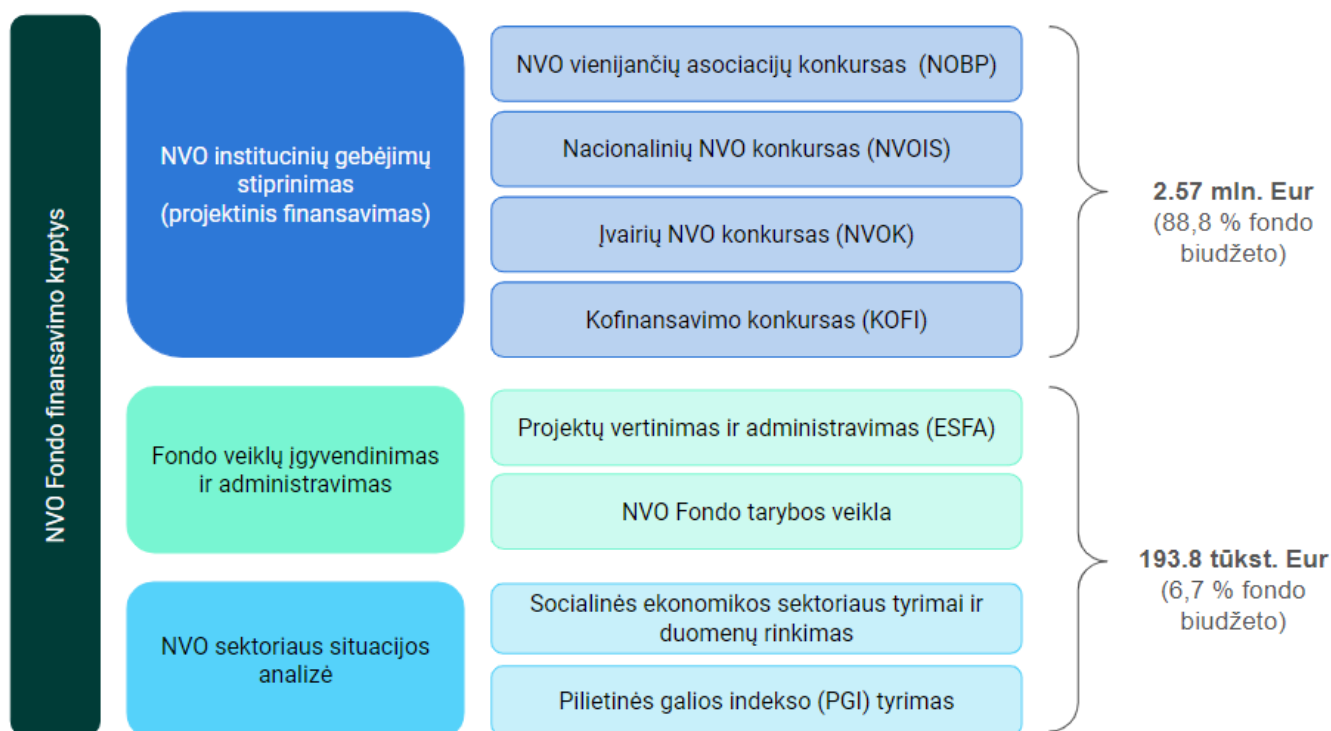 NVO Fondo finansavimo kryptys
NVO institucinių gebėjimų
stiprinimas
(projektinis finansavimas)
NVO vienijančių asociacijų konkursas (NOBP)
Nacionalinių NVO konkursas (NVOIS)
Įvairių NVO konkursas (NVOK)
Kofinansavimo konkursas (KOFI)
2.57 mln. Eur
(88,8 % fondo
biudžeto)
Fondo veiklų įgyvendinimas
ir administravimas
Projektų vertinimas ir administravimas (ESFA)
NVO Fondo tarybos veikla
NVO sektoriaus situacijos
analizė
Socialinės ekonomikos sektoriaus tyrimai ir
duomenų rinkimas
Pilietinės galios indekso (PGI) tyrimas
193.8 tūkst. Eur
(6,7 % fondo
biudžeto)